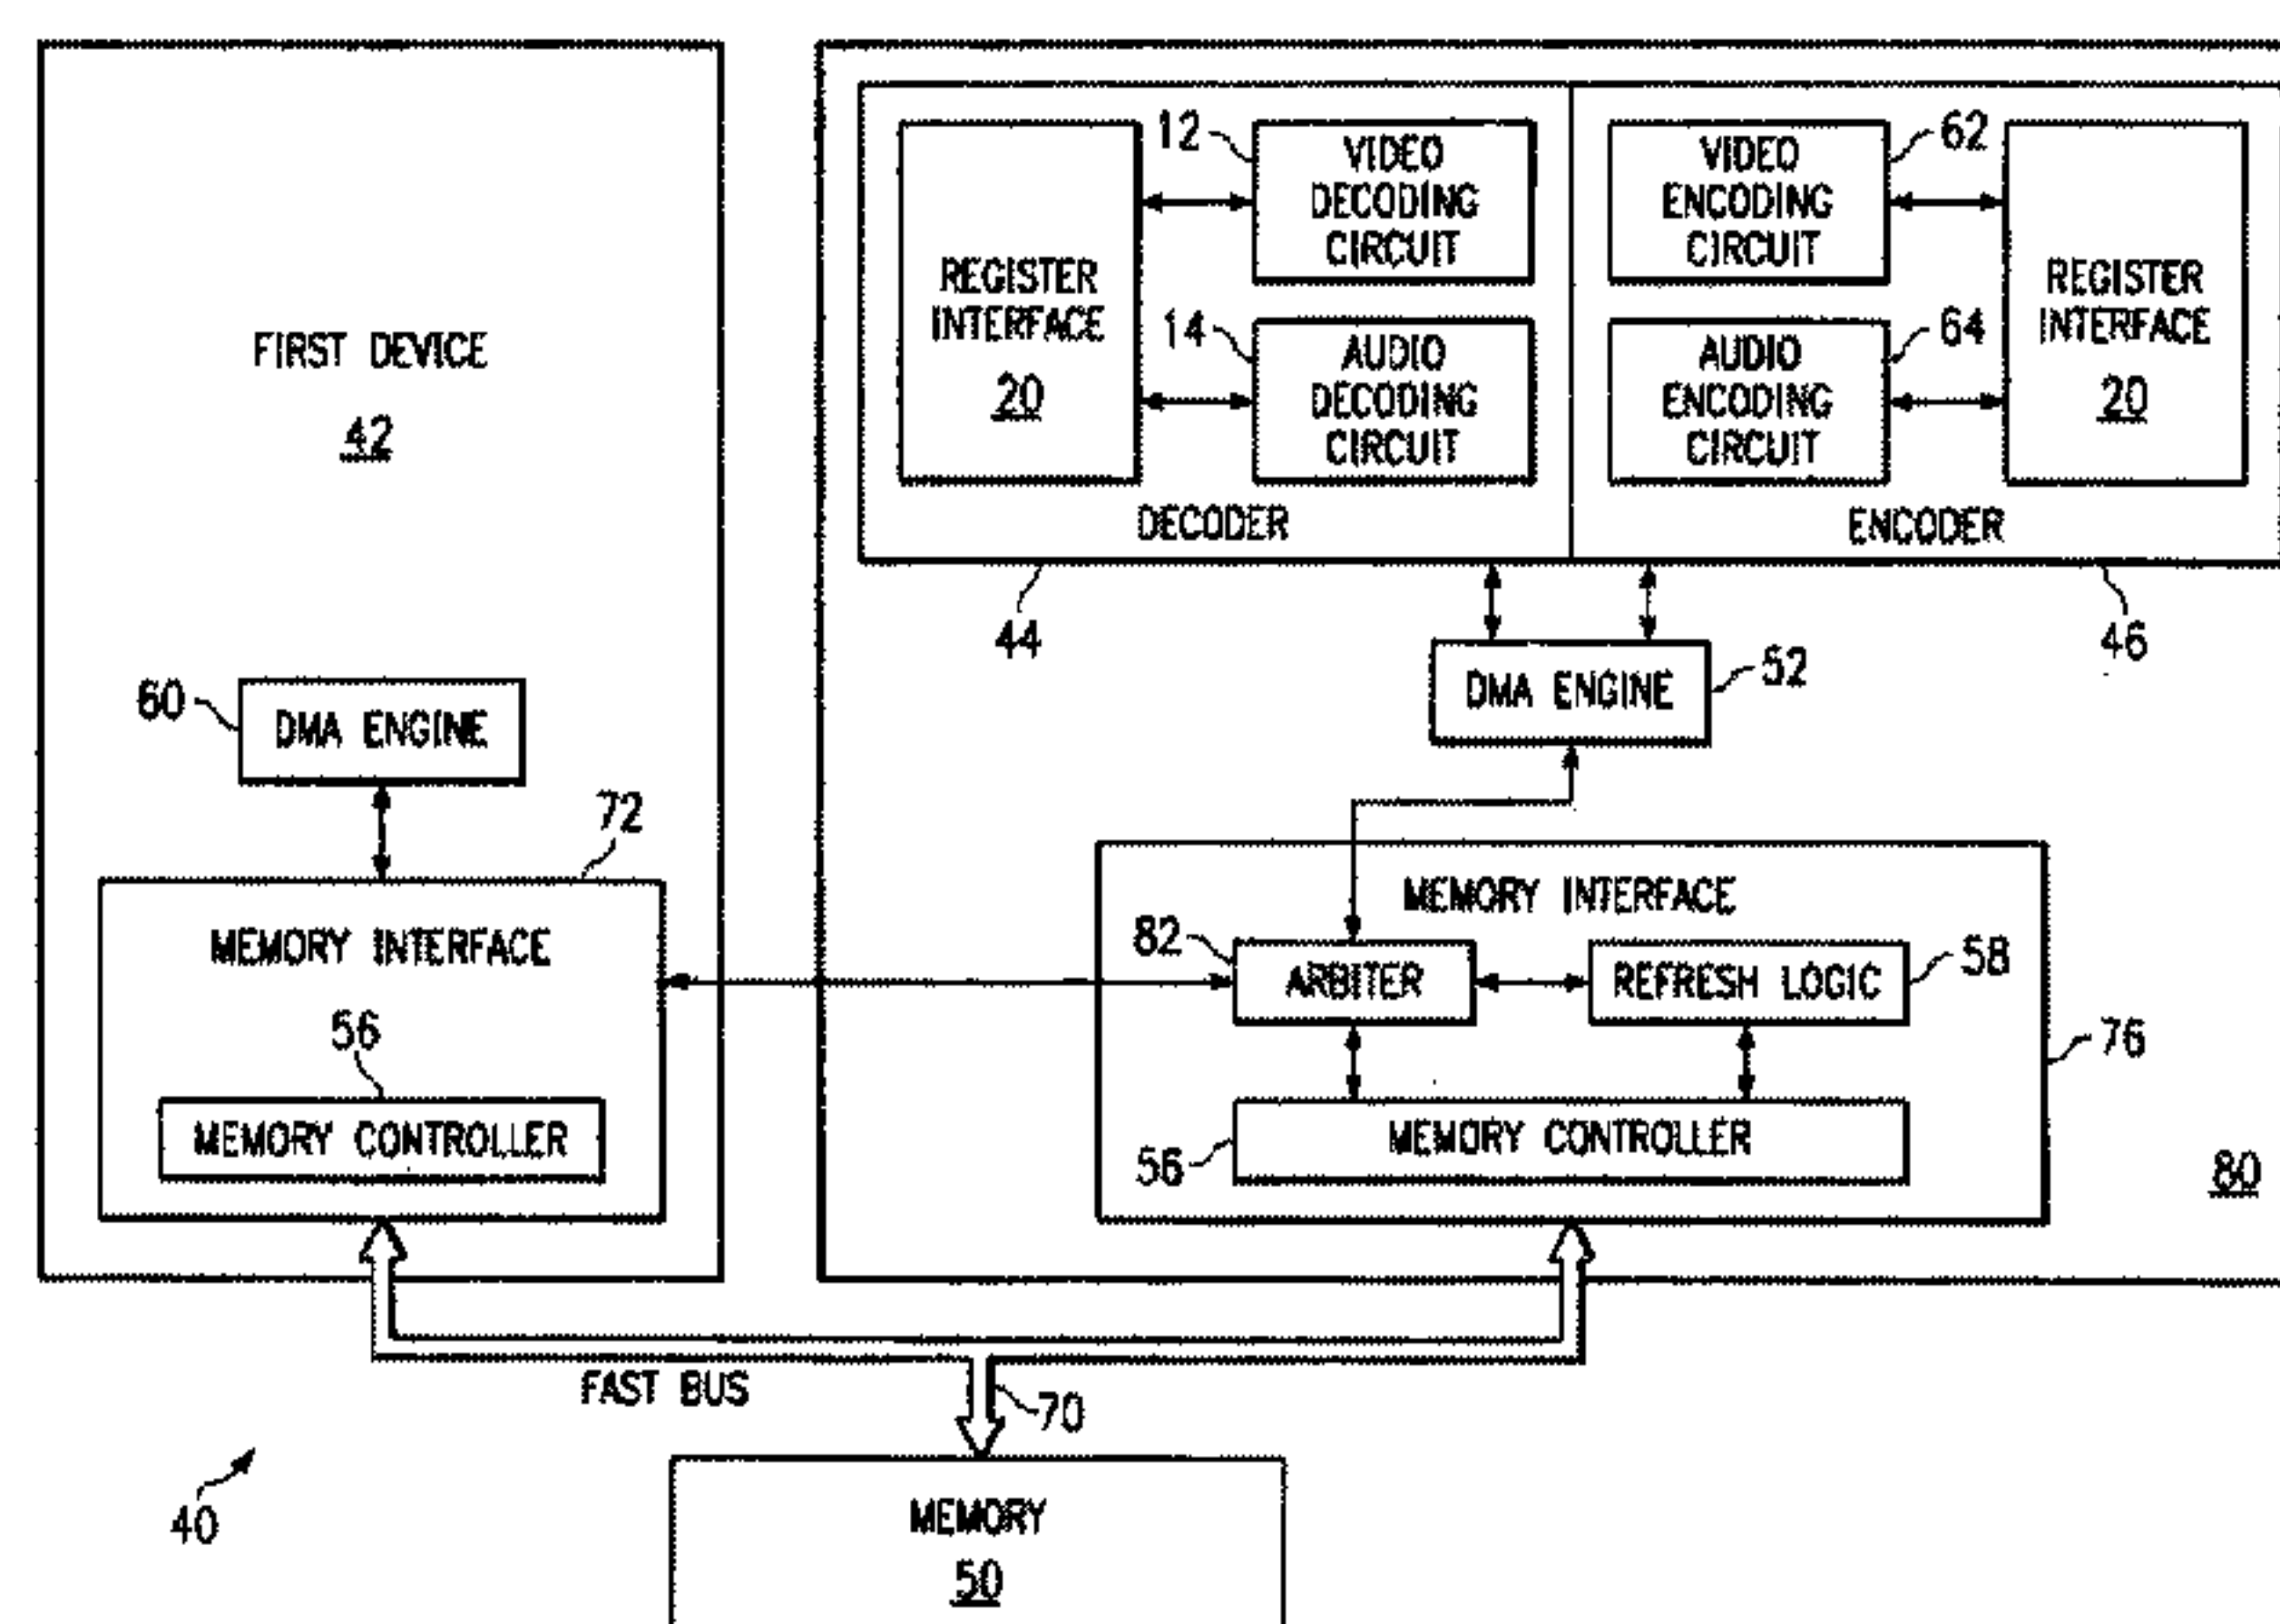 FIRST DEVICE
42
60
DMA ENGINE
72
MEMORY INTERFACE
56
MEMORY CONTROLLER
REGISTER
INTERFACE
20
12
VIDEO
DECODING
CIRCUIT
14
AUDIO
DECODING
CIRCUIT
DECODER
44
VIDEO
ENCODING
CIRCUIT
62
AUDIO
ENCODING
CIRCUIT
64
REGISTER
INTERFACE
20
ENCODER
46
DMA ENGINE
52
MEMORY INTERFACE
82
ARBITER
REFRESH LOGIC
58
76
56
MEMORY CONTROLLER
80
FAST BUS
70
40
MEMORY
50